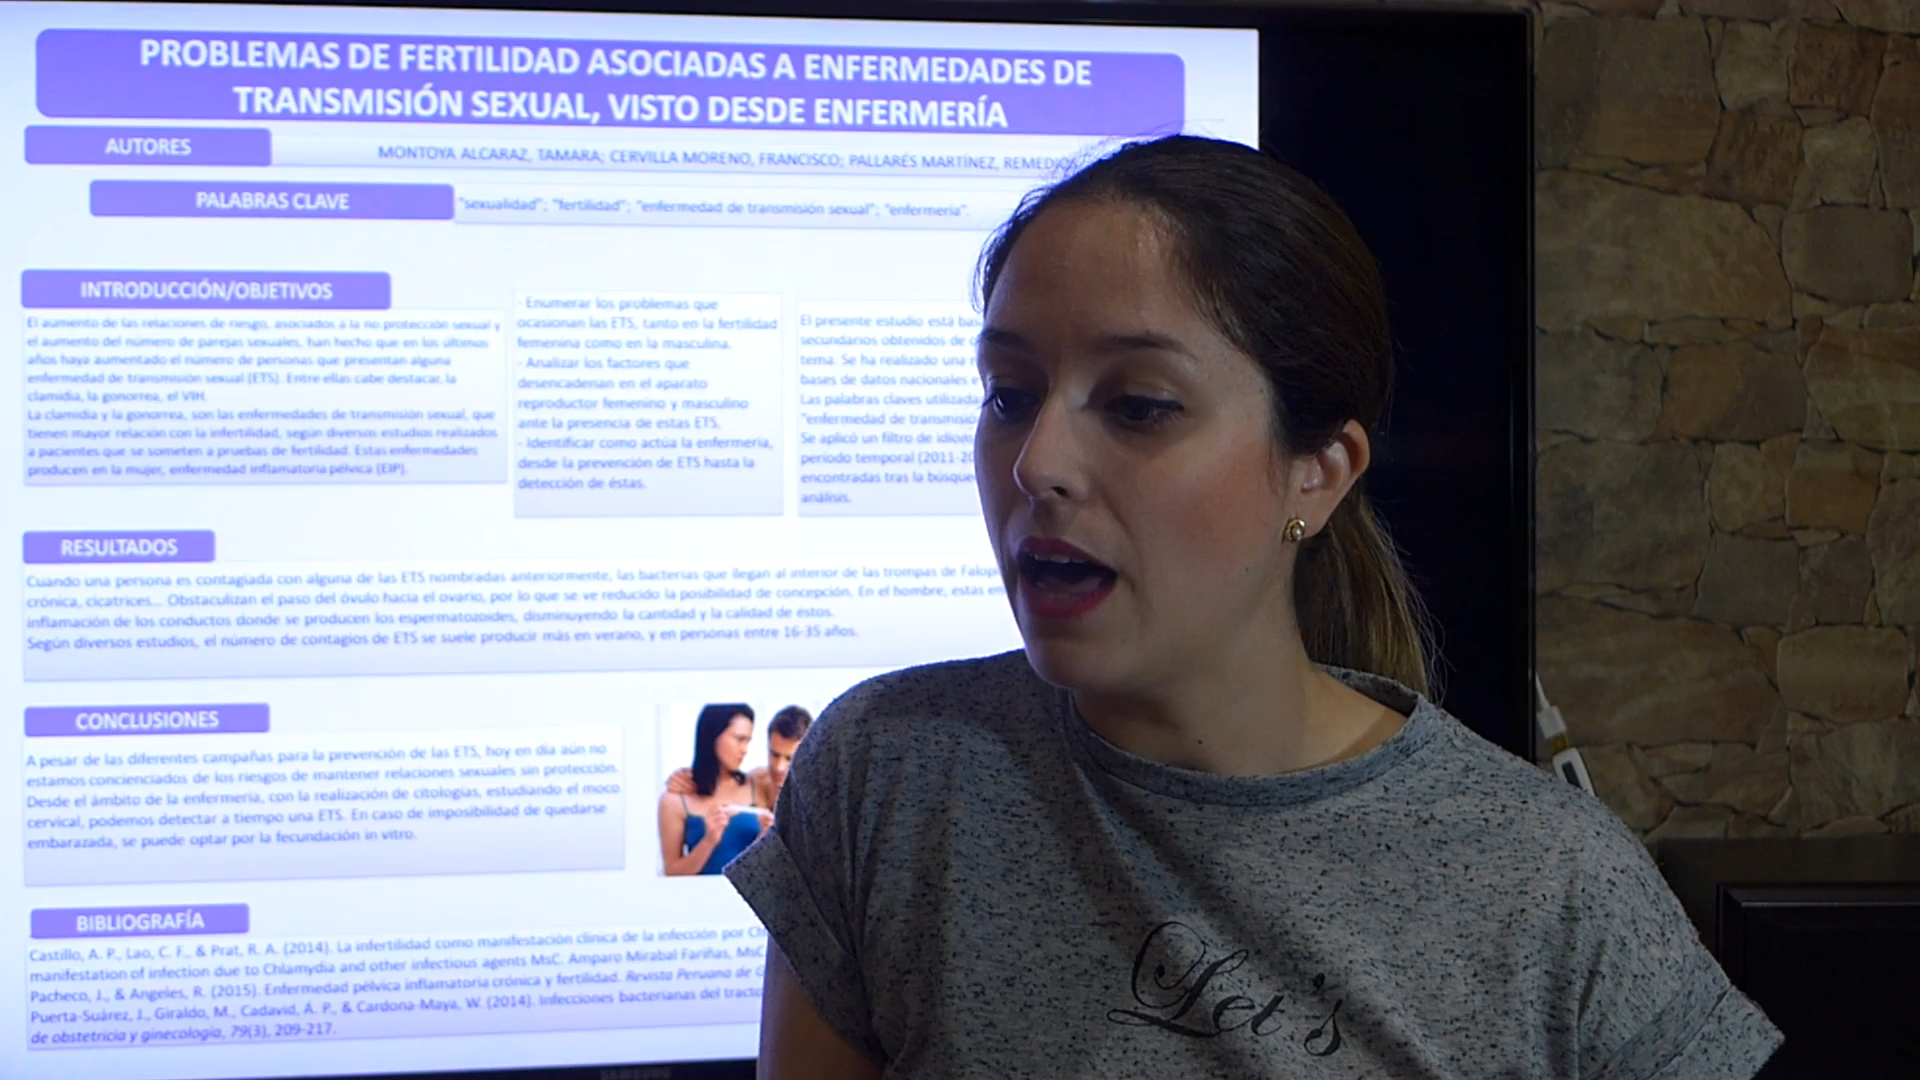 PROBLEMAS DE FERTILIDAD ASOCIADAS A ENFERMEDADES DE
TRANSMISIÓN SEXUAL, VISTO DESDE ENFERMERÍA
AUTORES
MONTOYA ALCARAZ, TAMARA; CERVILLA MORENO, FRANCISCO; PALLARÉS MARTÍNEZ, REMEDIOS
PALABRAS CLAVE
"sexualidad"; "fertilidad"; "enfermedad de transmisión sexual"; "enfermería".
INTRODUCCIÓN/OBJETIVOS
El aumento de las relaciones de riesgo, asociados a la no protección sexual y
el aumento del número de parejas sexuales, han hecho que en los últimos
años haya aumentado el número de personas que presentan alguna
enfermedad de transmisión sexual (ETS). Entre ellas cabe destacar, la
clamidia, la gonorrea, el VIH.
La clamidia y la gonorrea, son las enfermedades de transmisión sexual, que
tienen mayor relación con la infertilidad, según diversos estudios realizados
a pacientes que se someten a pruebas de fertilidad. Estas enfermedades
producen en la mujer, enfermedad inflamatoria pélvica (EIP).
- Enumerar los problemas que
ocasionan las ETS, tanto en la fertilidad
femenina como en la masculina.
- Analizar los factores que
desencadenan en el aparato
reproductor femenino y masculino
ante la presencia de estas ETS.
- Identificar como actúa la enfermería,
desde la prevención de ETS hasta la
detección de éstas.
El presente estudio está bas
secundarios obtenidos de
tema. Se ha realizado una
bases de datos nacionales e
Las palabras claves utilizada
"enfermedad de transmisió
Se aplicó un filtro de idiom
periodo temporal (2011-20
encontradas tras la búsque
análisis.
RESULTADOS
Cuando una persona es contagiada con alguna de las ETS nombradas anteriormente, las bacterias que llegan al interior de las trompas de Falop
crónica, cicatrices... Obstaculizan el paso del óvulo hacia el ovario, por lo que se ve reducido la posibilidad de concepción. En el hombre, estas en
inflamación de los conductos donde se producen los espermatozoides, disminuyendo la cantidad y la calidad de éstos.
Según diversos estudios, el número de contagios de ETS se suele producir más en verano, y en personas entre 16-35 años.
CONCLUSIONES
A pesar de las diferentes campañas para la prevención de las ETS, hoy en día aún no
estamos concienciados de los riesgos de mantener relaciones sexuales sin protección.
Desde el ámbito de la enfermería, con la realización de citologías, estudiando el moco
cervical, podemos detectar a tiempo una ETS. En caso de imposibilidad de quedarse
embarazada, se puede optar por la fecundación in vitro.
BIBLIOGRAFÍA
Castillo, A. P., Lao, C. F., & Prat, R. A. (2014). La infertilidad como manifestación clínica de la infección por Ch
manifestation of infection due to Chlamydia and other infectious agents MsC. Amparo Mirabal Fariñas, MsC
Pacheco, J., & Angeles, R. (2015). Enfermedad pélvica inflamatoria crónica y fertilidad. Revista Peruana de G
Puerta-Suárez, J., Giraldo, M., Cadavid, Á. P., & Cardona-Maya, W. (2014). Infecciones bacterianas del tracto
de obstetricia y ginecología, 79(3), 209-217.
Let's
SAMSUNG